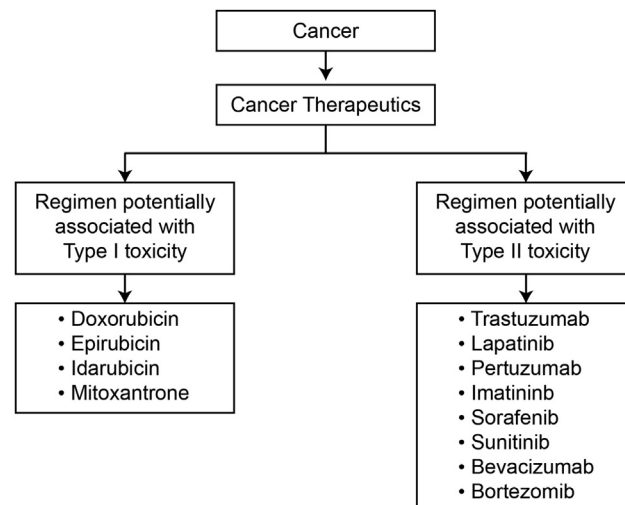 Cancer
Cancer Therapeutics
Regimen potentially
associated with
Type I toxicity
Regimen potentially
associated with
Type II toxicity
• Doxorubicin
• Epirubicin
• Idarubicin
• Mitoxantrone
• Trastuzumab
• Lapatinib
• Pertuzumab
• Imatininb
• Sorafenib
• Sunitinib
• Bevacizumab
• Bortezomib